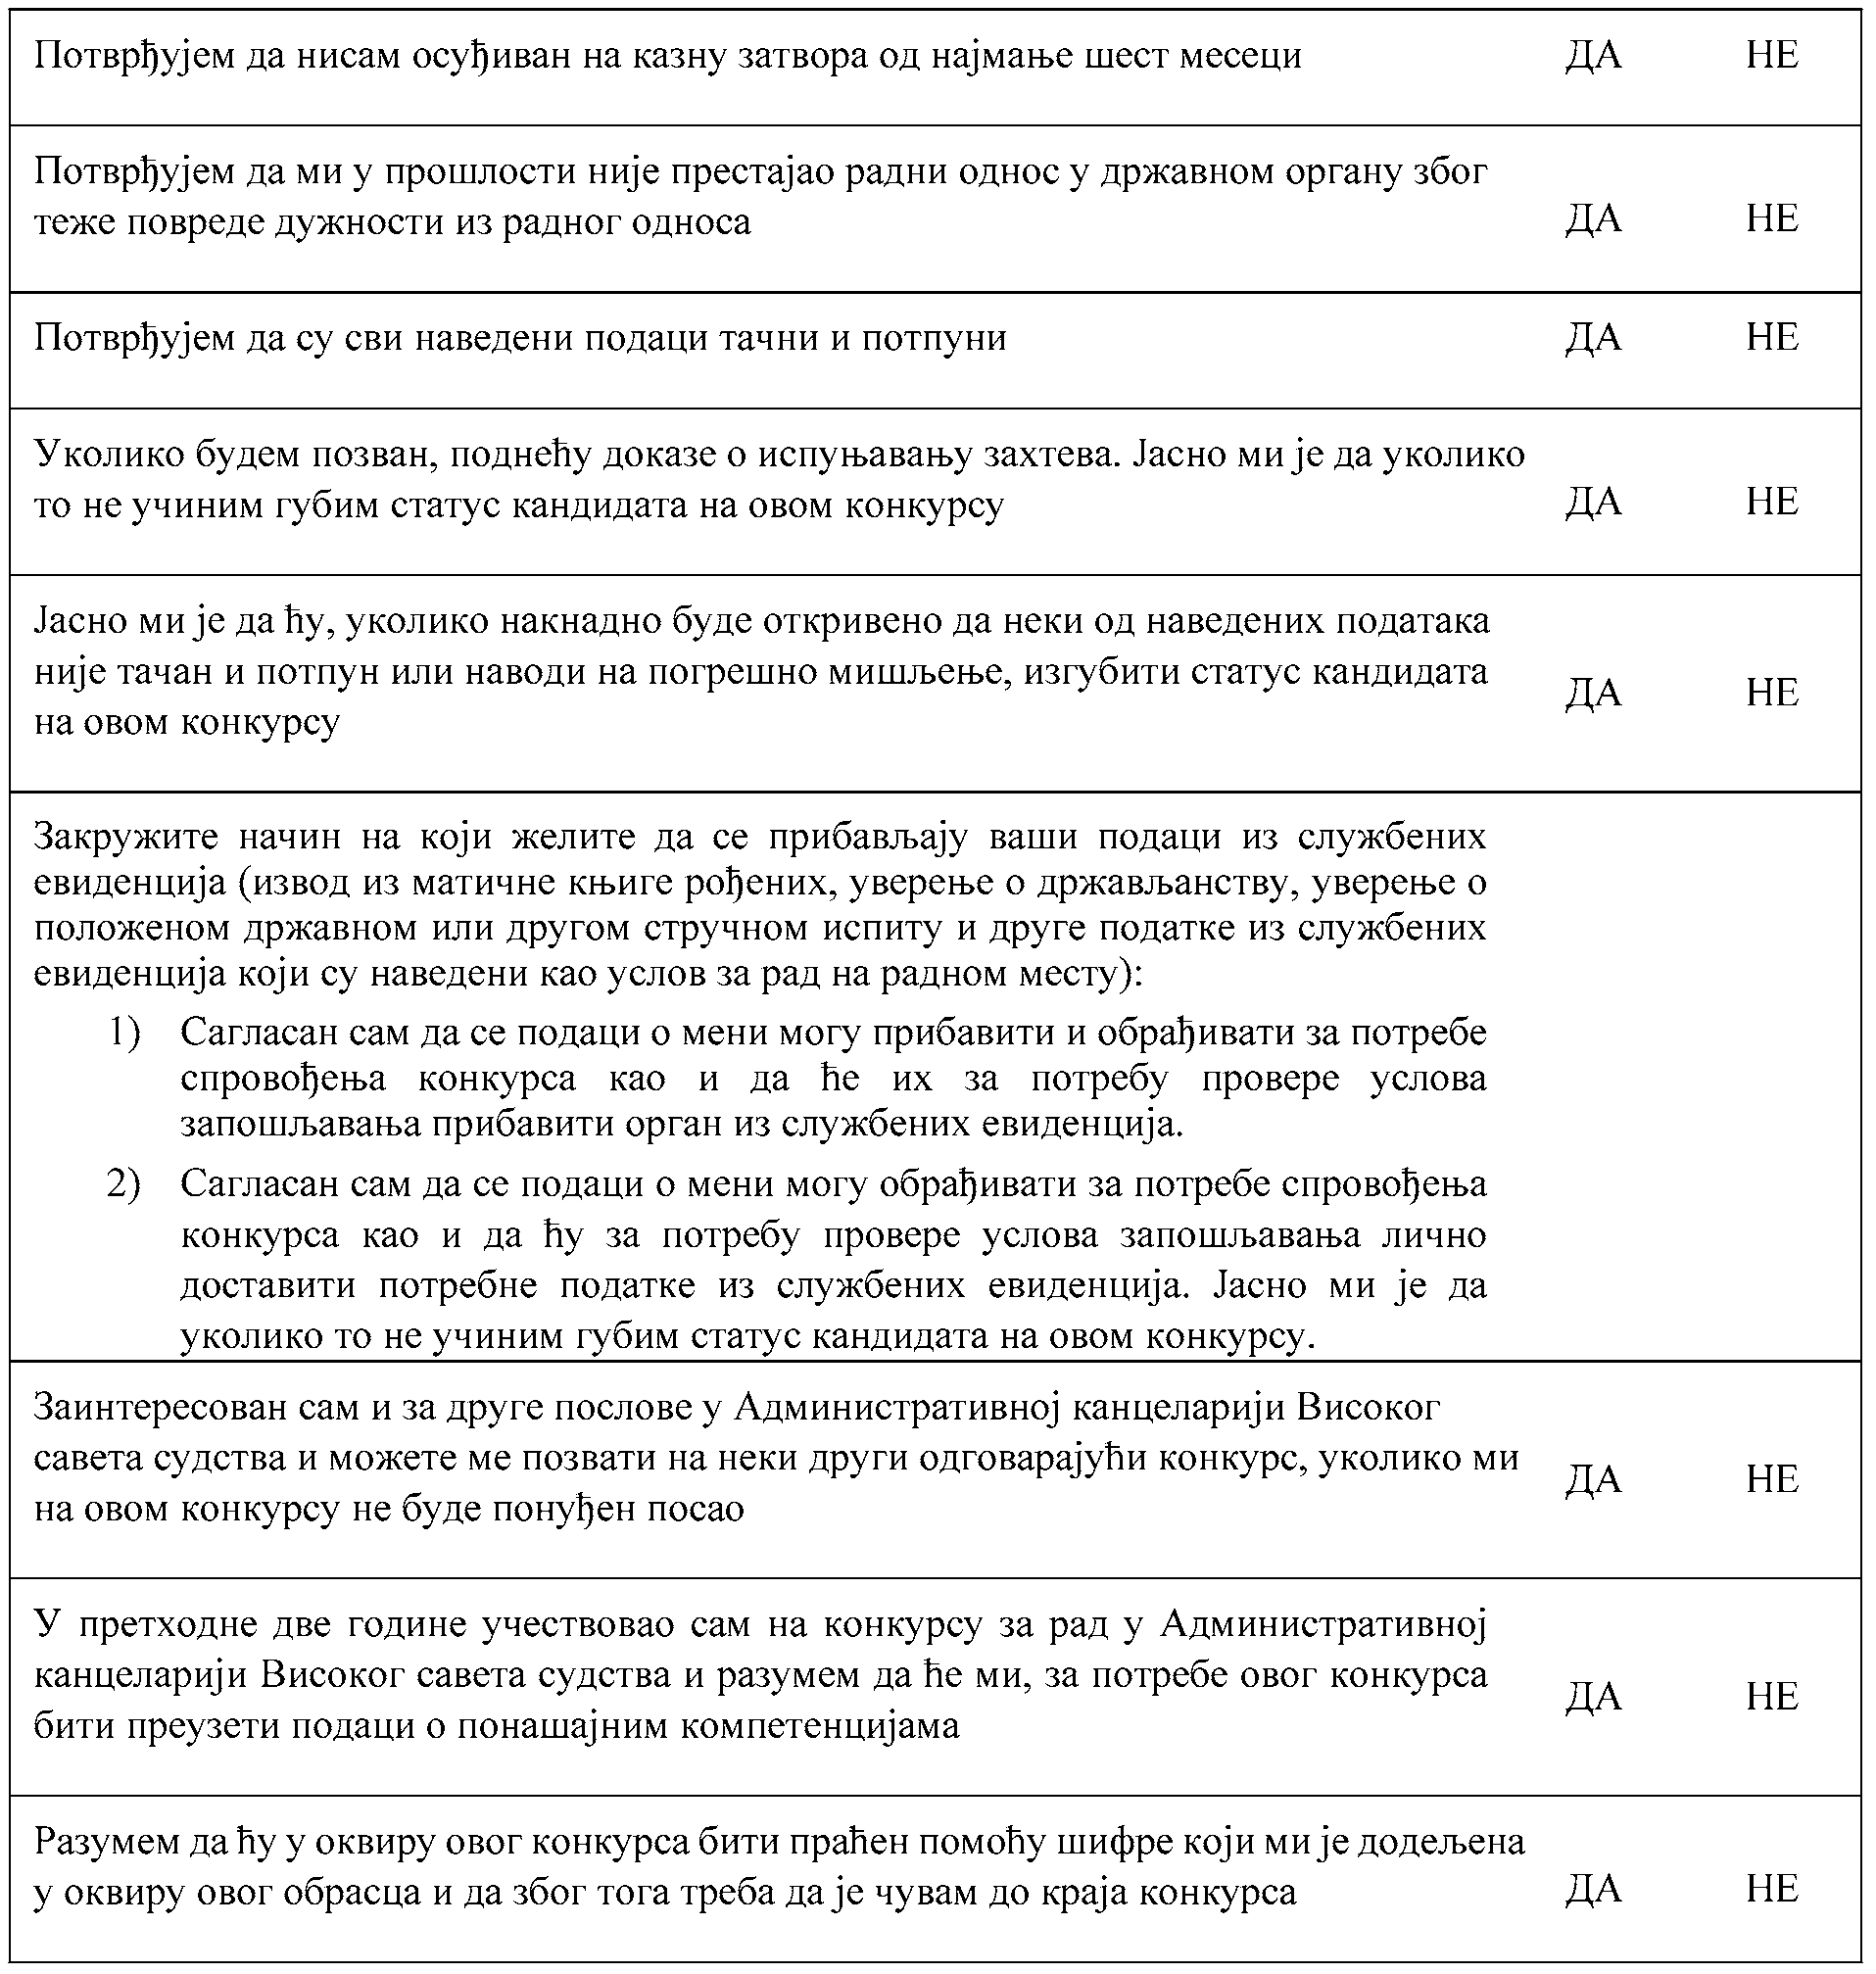 Потврђујем да нисам осуђиван на казну затвора од најмање шест месеци ДА НЕ
Потврђујем да ми у прошлости није престајао радни однос у државном органу због
теже повреде дужности из радног односа ДА НЕ
Потврђујем да су сви наведени подаци тачни и потпуни ДА НЕ
Уколико будем позван, поднећу доказе о испуњавању захтева. Јасно ми је да уколико
то не учиним губим статус кандидата на овом конкурсу ДА НЕ
Јасно ми је да ћу, уколико накнадно буде откривено да неки од наведених података
није тачан и потпун или наводи на погрешно мишљење, изгубити статус кандидата
на овом конкурсу
ДА НЕ
Закружите начин на који желите да се прибављају ваши подаци из службених
евиденција (извод из матичне књиге рођених, уверење о држављанству, уверење о
положеном државном или другом стручном испиту и друге податке из службених
евиденција који су наведени као услов за рад на радном месту):
1) Сагласан сам да се подаци о мени могу прибавити и обрађивати за потребе
спровођења конкурса као и да ће их за потребу провере услова
запошљавања прибавити орган из службених евиденција.
2) Сагласан сам да се подаци о мени могу обрађивати за потребе спровођења
конкурса као и да ћу за потребу провере услова запошљавања лично
доставити потребне податке из службених евиденција. Јасно ми је да
уколико то не учиним губим статус кандидата на овом конкурсу.
Заинтересован сам и за друге послове у Административној канцеларији Високог
савета судства и можете ме позвати на неки други одговарајући конкурс, уколико ми
на овом конкурсу не буде понуђен посао
ДА НЕ
У претходне две године учествовао сам на конкурсу за рад у Административној
канцеларији Високог савета судства и разумем да ће ми, за потребе овог конкурса
бити преузети подаци о понашајним компетенцијама
ДА НЕ
Разумем да ћу у оквиру овог конкурса бити праћен помоћу шифре који ми је додељена
у оквиру овог обрасца и да због тога треба да је чувам до краја конкурса ДА НЕ